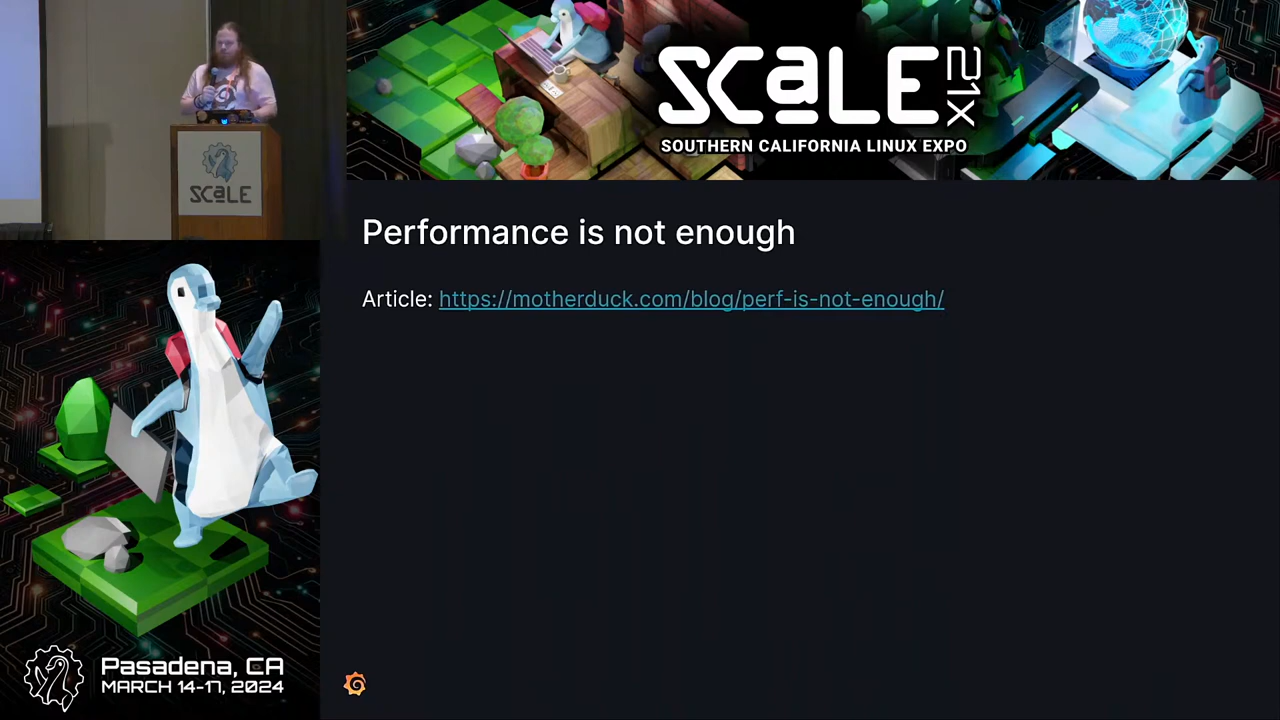 SCALE
21X
SOUTHERN CALIFORNIA LINUX EXPO
SCALE
Performance is not enough
Article: https://motherduck.com/blog/perf-is-not-enough/
Pasadena, CA
MARCH 14-17, 2024